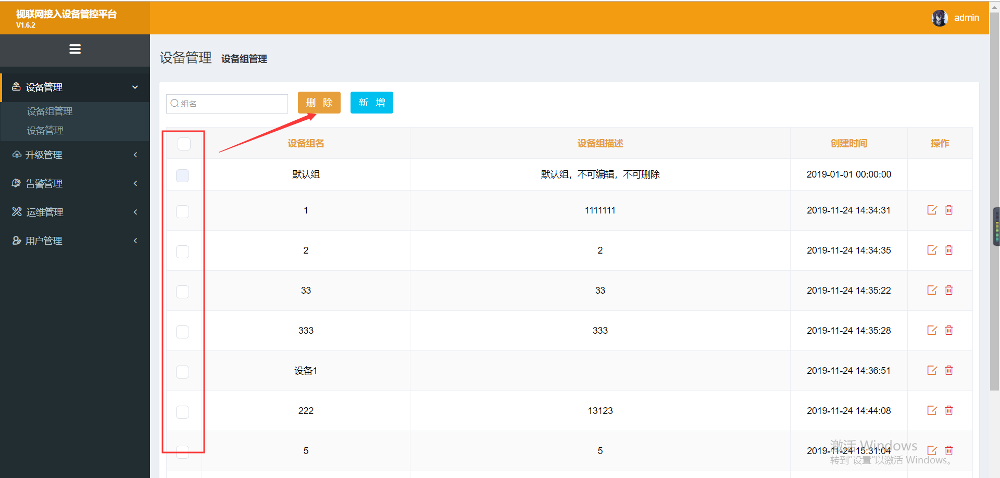 视联网接入设备管控平台
V1.6.2
admin
设备管理
设备组管理
设备管理
升级管理
告警管理
运维管理
用户管理
设备管理 设备组管理
组名
删 除
新 增
设备组名 设备组描述 创建时间 操作
默认组 默认组，不可编辑，不可删除 2019-01-01 00:00:00
1 1111111 2019-11-24 14:34:31
2 2 2019-11-24 14:34:35
33 33 2019-11-24 14:35:22
333 333 2019-11-24 14:35:28
设备1 2019-11-24 14:36:51
222 13123 2019-11-24 14:44:08
5 5 2019-11-24 15:31:04
激活 Windows
转到“设置”以激活 Windows。